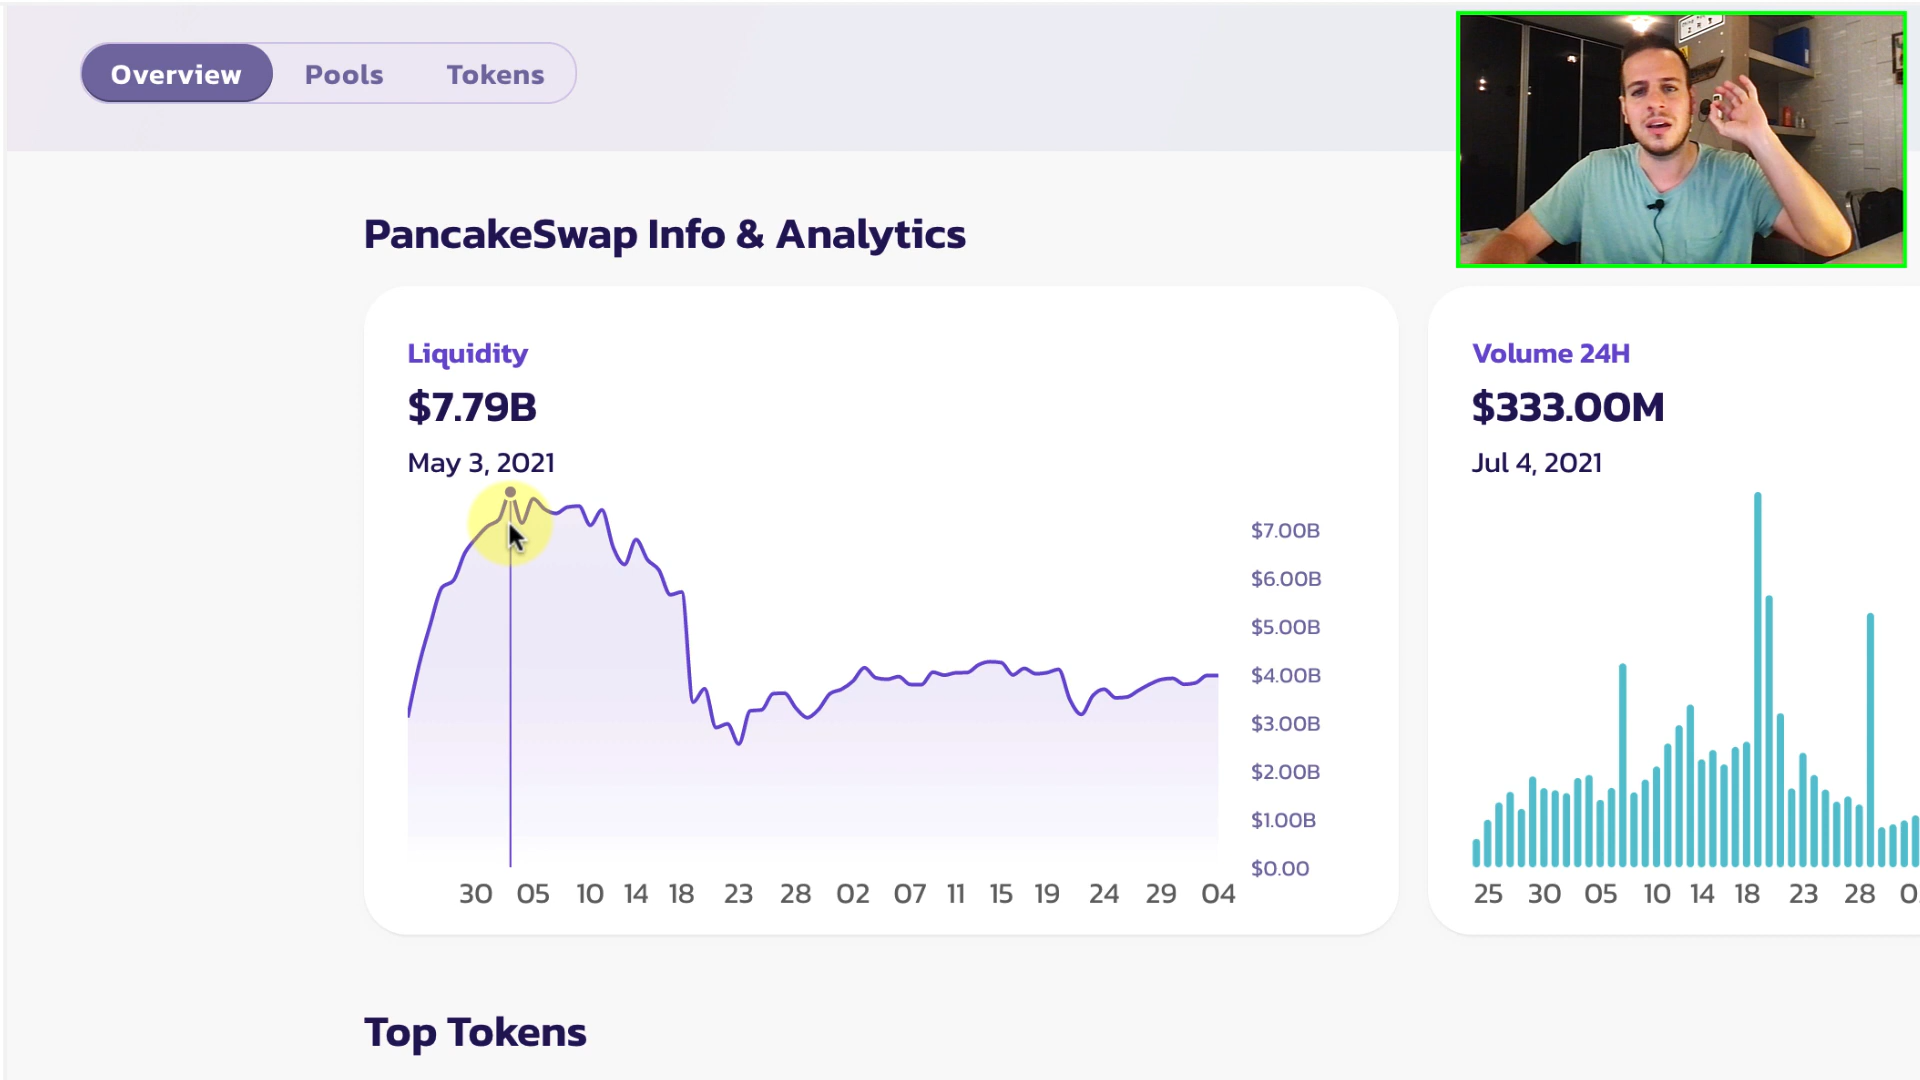 Overview Pools Tokens
PancakeSwap Info & Analytics
Liquidity
$7.79B
May 3, 2021
$7.00B
$6.00B
$5.00B
$4.00B
$3.00B
$2.00B
$1.00B
$0.00
30 05 10 14 18 23 28 02 07 11 15 19 24 29 04
Volume 24H
$333.00M
Jul 4, 2021
25 30 05 10 14 18 23 28
Top Tokens